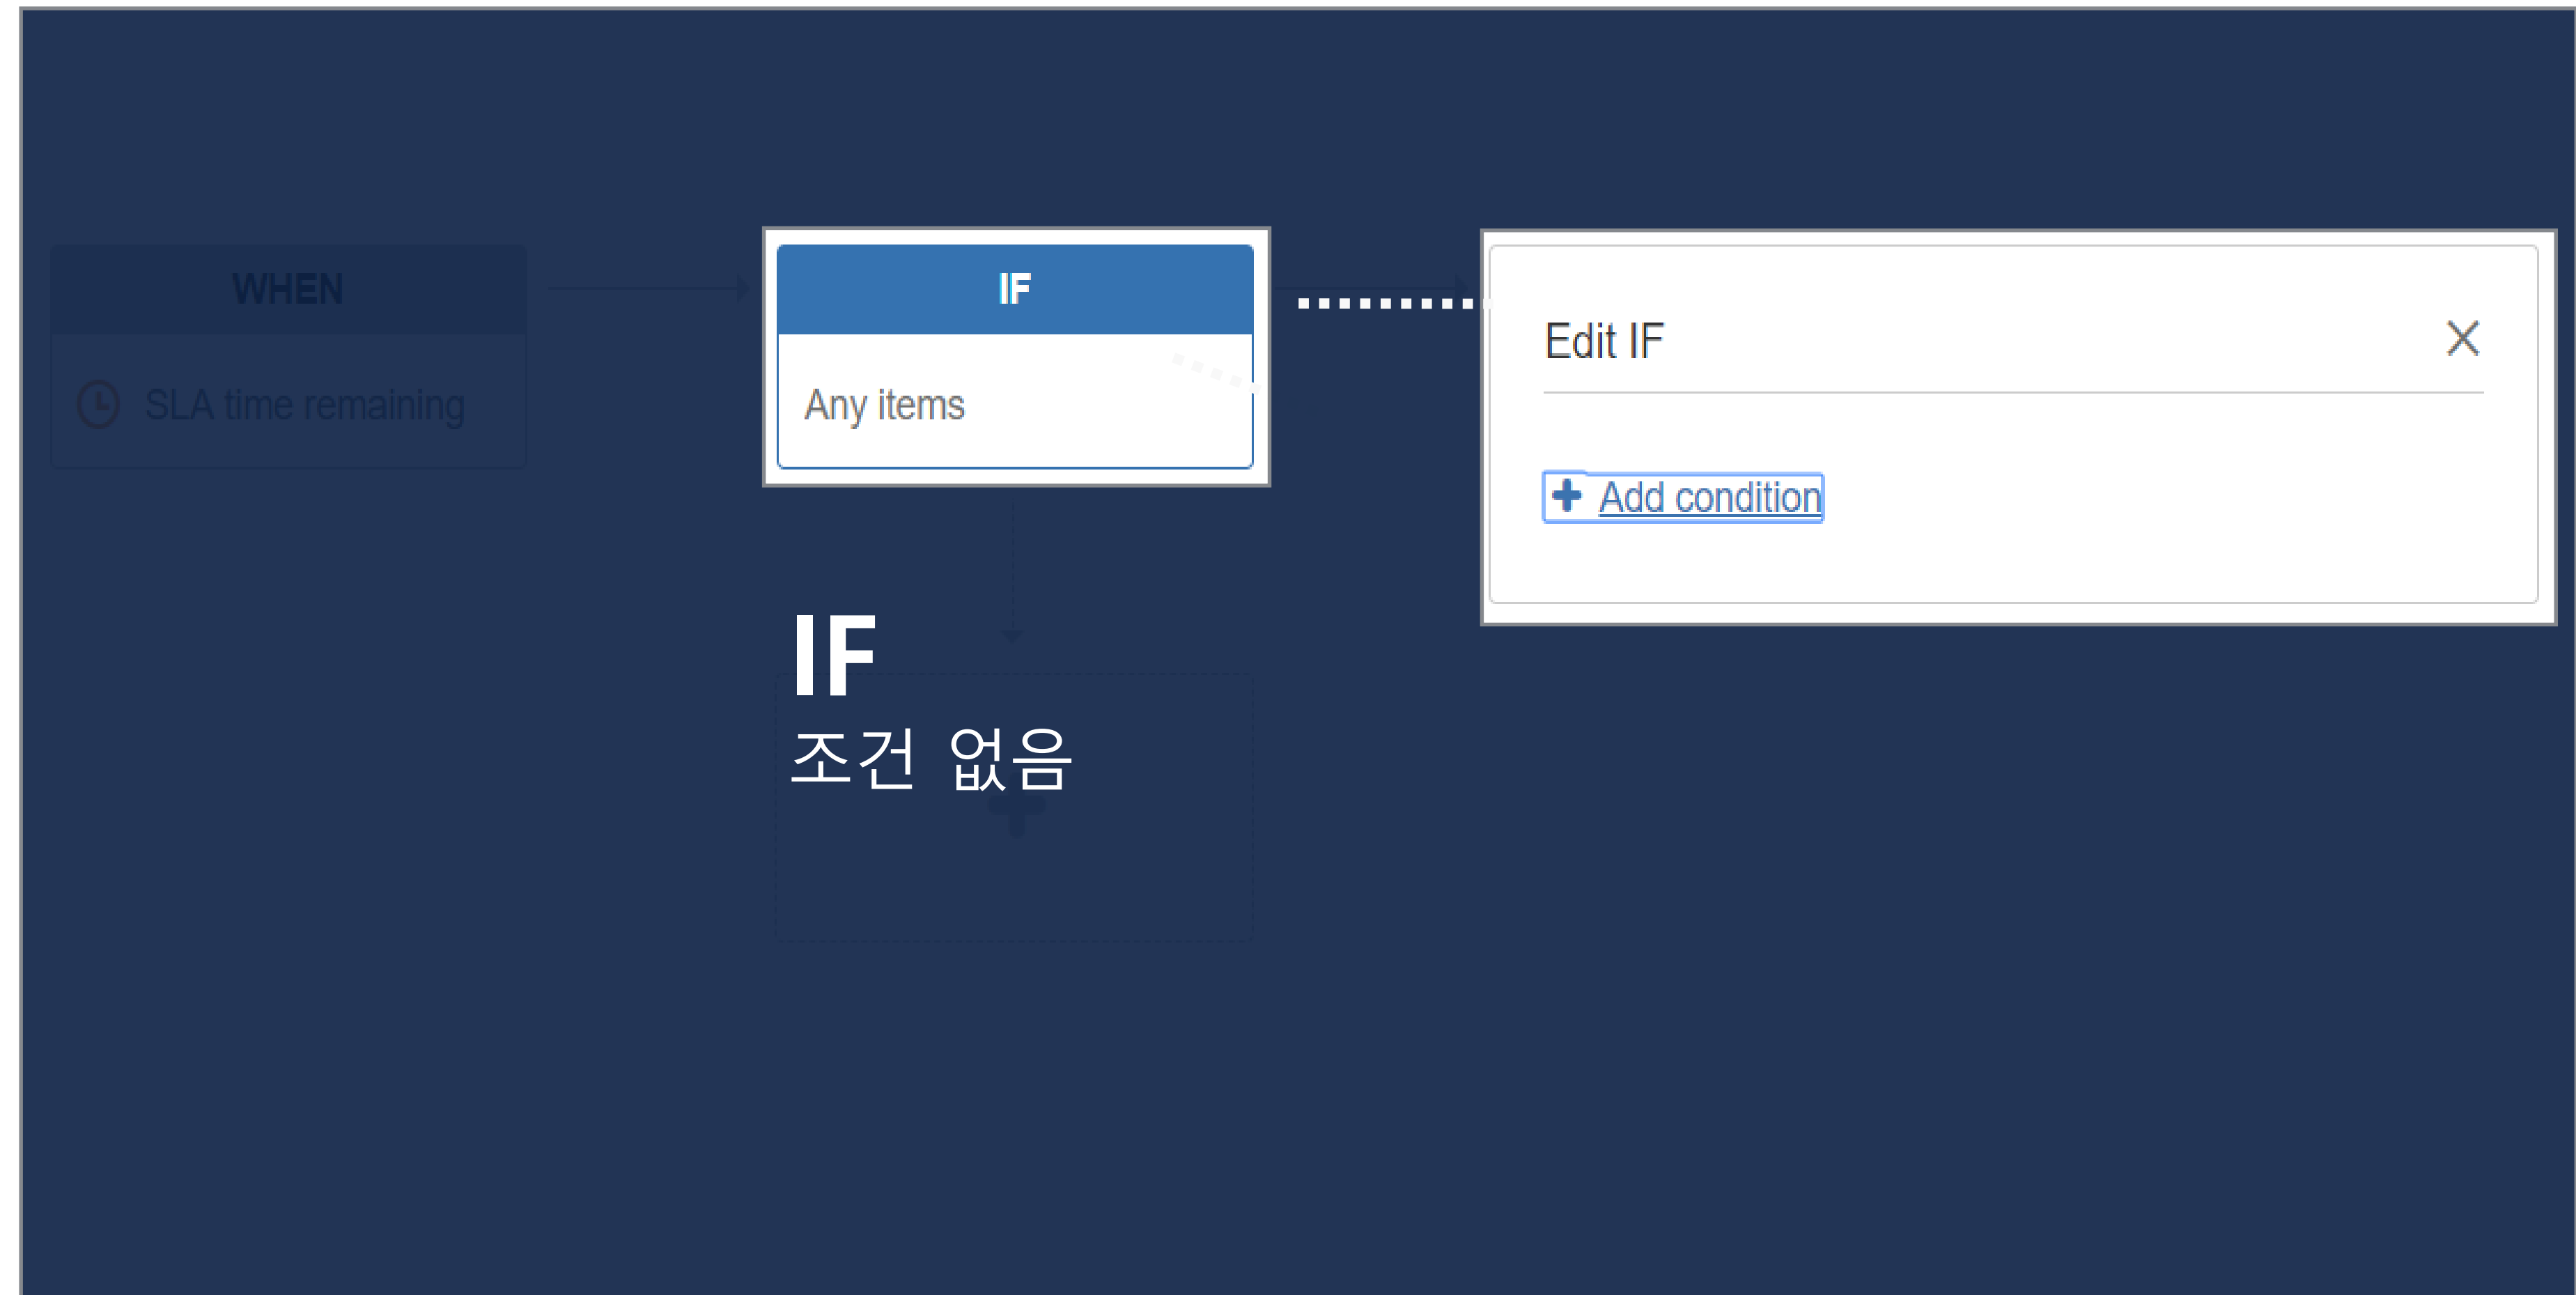 WHEN
SLA time remaining
IF
Any items
Edit IF
Add condition
IF
조건 없음